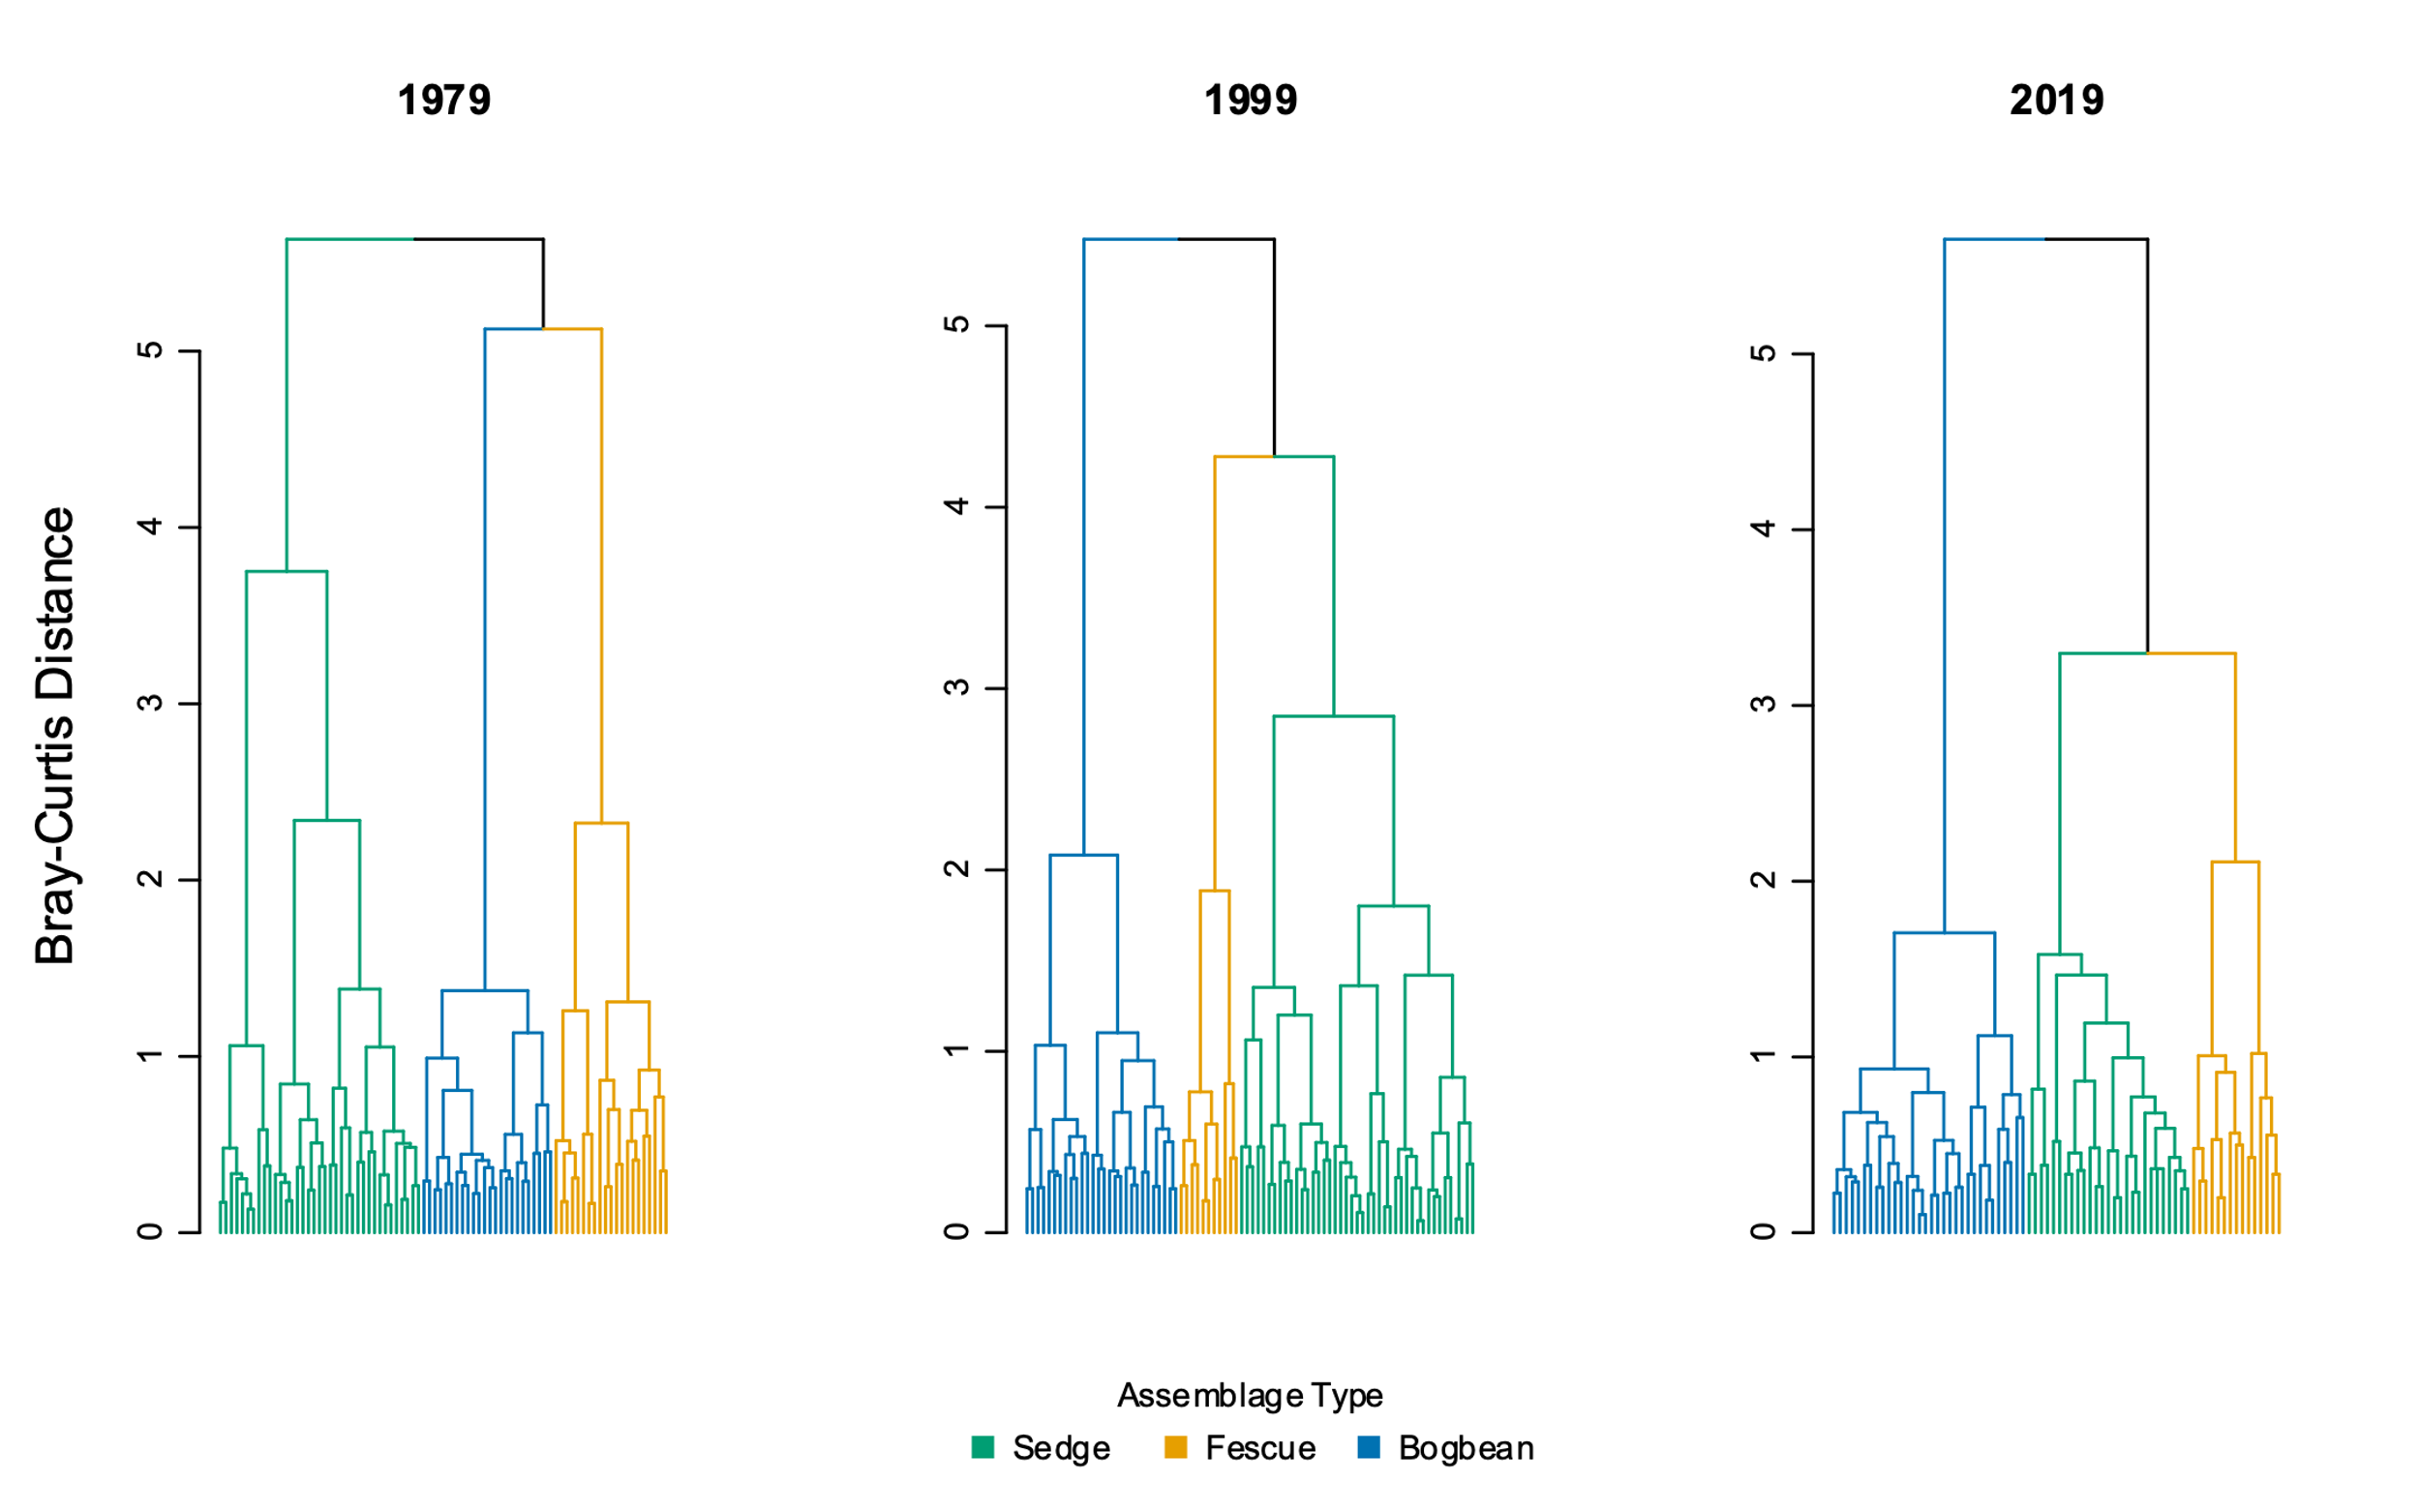 1979 1999 2019
Bray-Curtis Distance
0 1 2 3 4 5
0 1 2 3 4 5
0 1 2 3 4 5
Assemblage Type
Sedge Fescue Bogbean